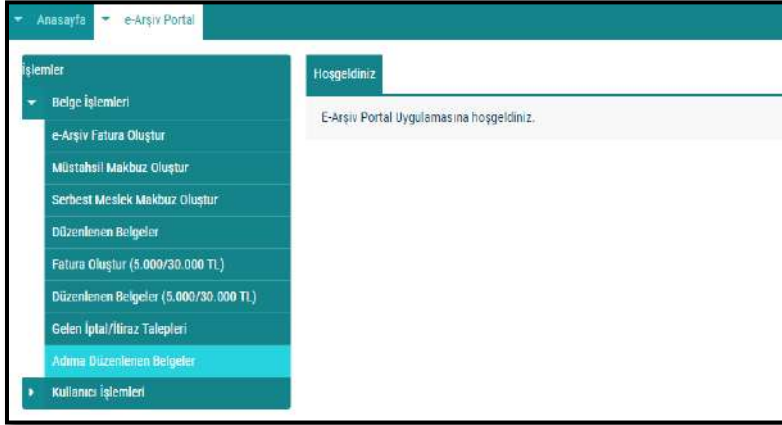 Anasayfa
e-Arşiv Portal
İşlemler
Belge İşlemleri
e-Arşiv Fatura Oluştur
Müstahsil Makbuz Oluştur
Serbest Meslek Makbuz Oluştur
Düzenlenen Belgeler
Fatura Oluştur (5.000/30.000 TL)
Düzenlenen Belgeler (5.000/30.000 TL)
Gelen İptal/İtiraz Talepleri
Adıma Düzenlenen Belgeler
Kullanıcı İşlemleri
Hoşgeldiniz
E-Arşiv Portal Uygulamasına hoşgeldiniz.